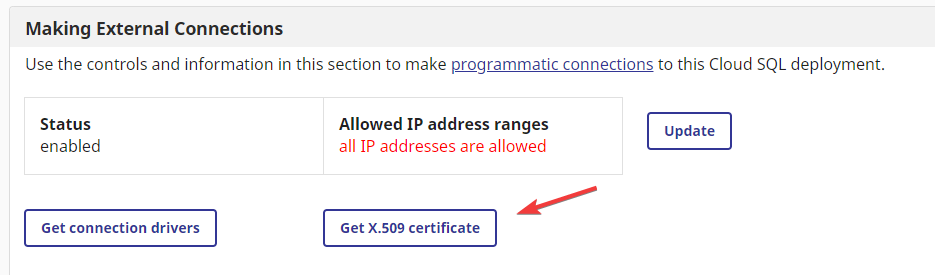 Making External Connections
Use the controls and information in this section to make programmatic connections to this Cloud SQL deployment.
Status
enabled
Allowed IP address ranges
all IP addresses are allowed
Update
Get connection drivers
Get X.509 certificate